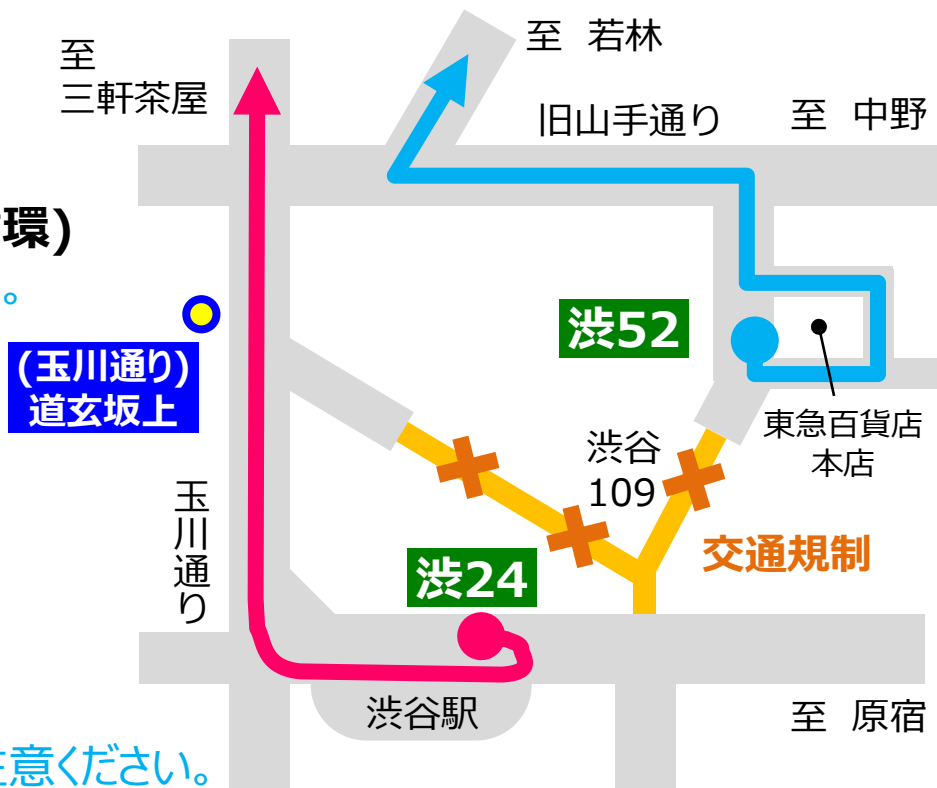 至 若林
至
三軒茶屋
旧山手通り
至 中野
環)
。
渋52
(玉川通り)
道玄坂上
東急百貨店
本店
渋谷
109
玉川通り
交通規制
渋24
渋谷駅
至 原宿
意ください。